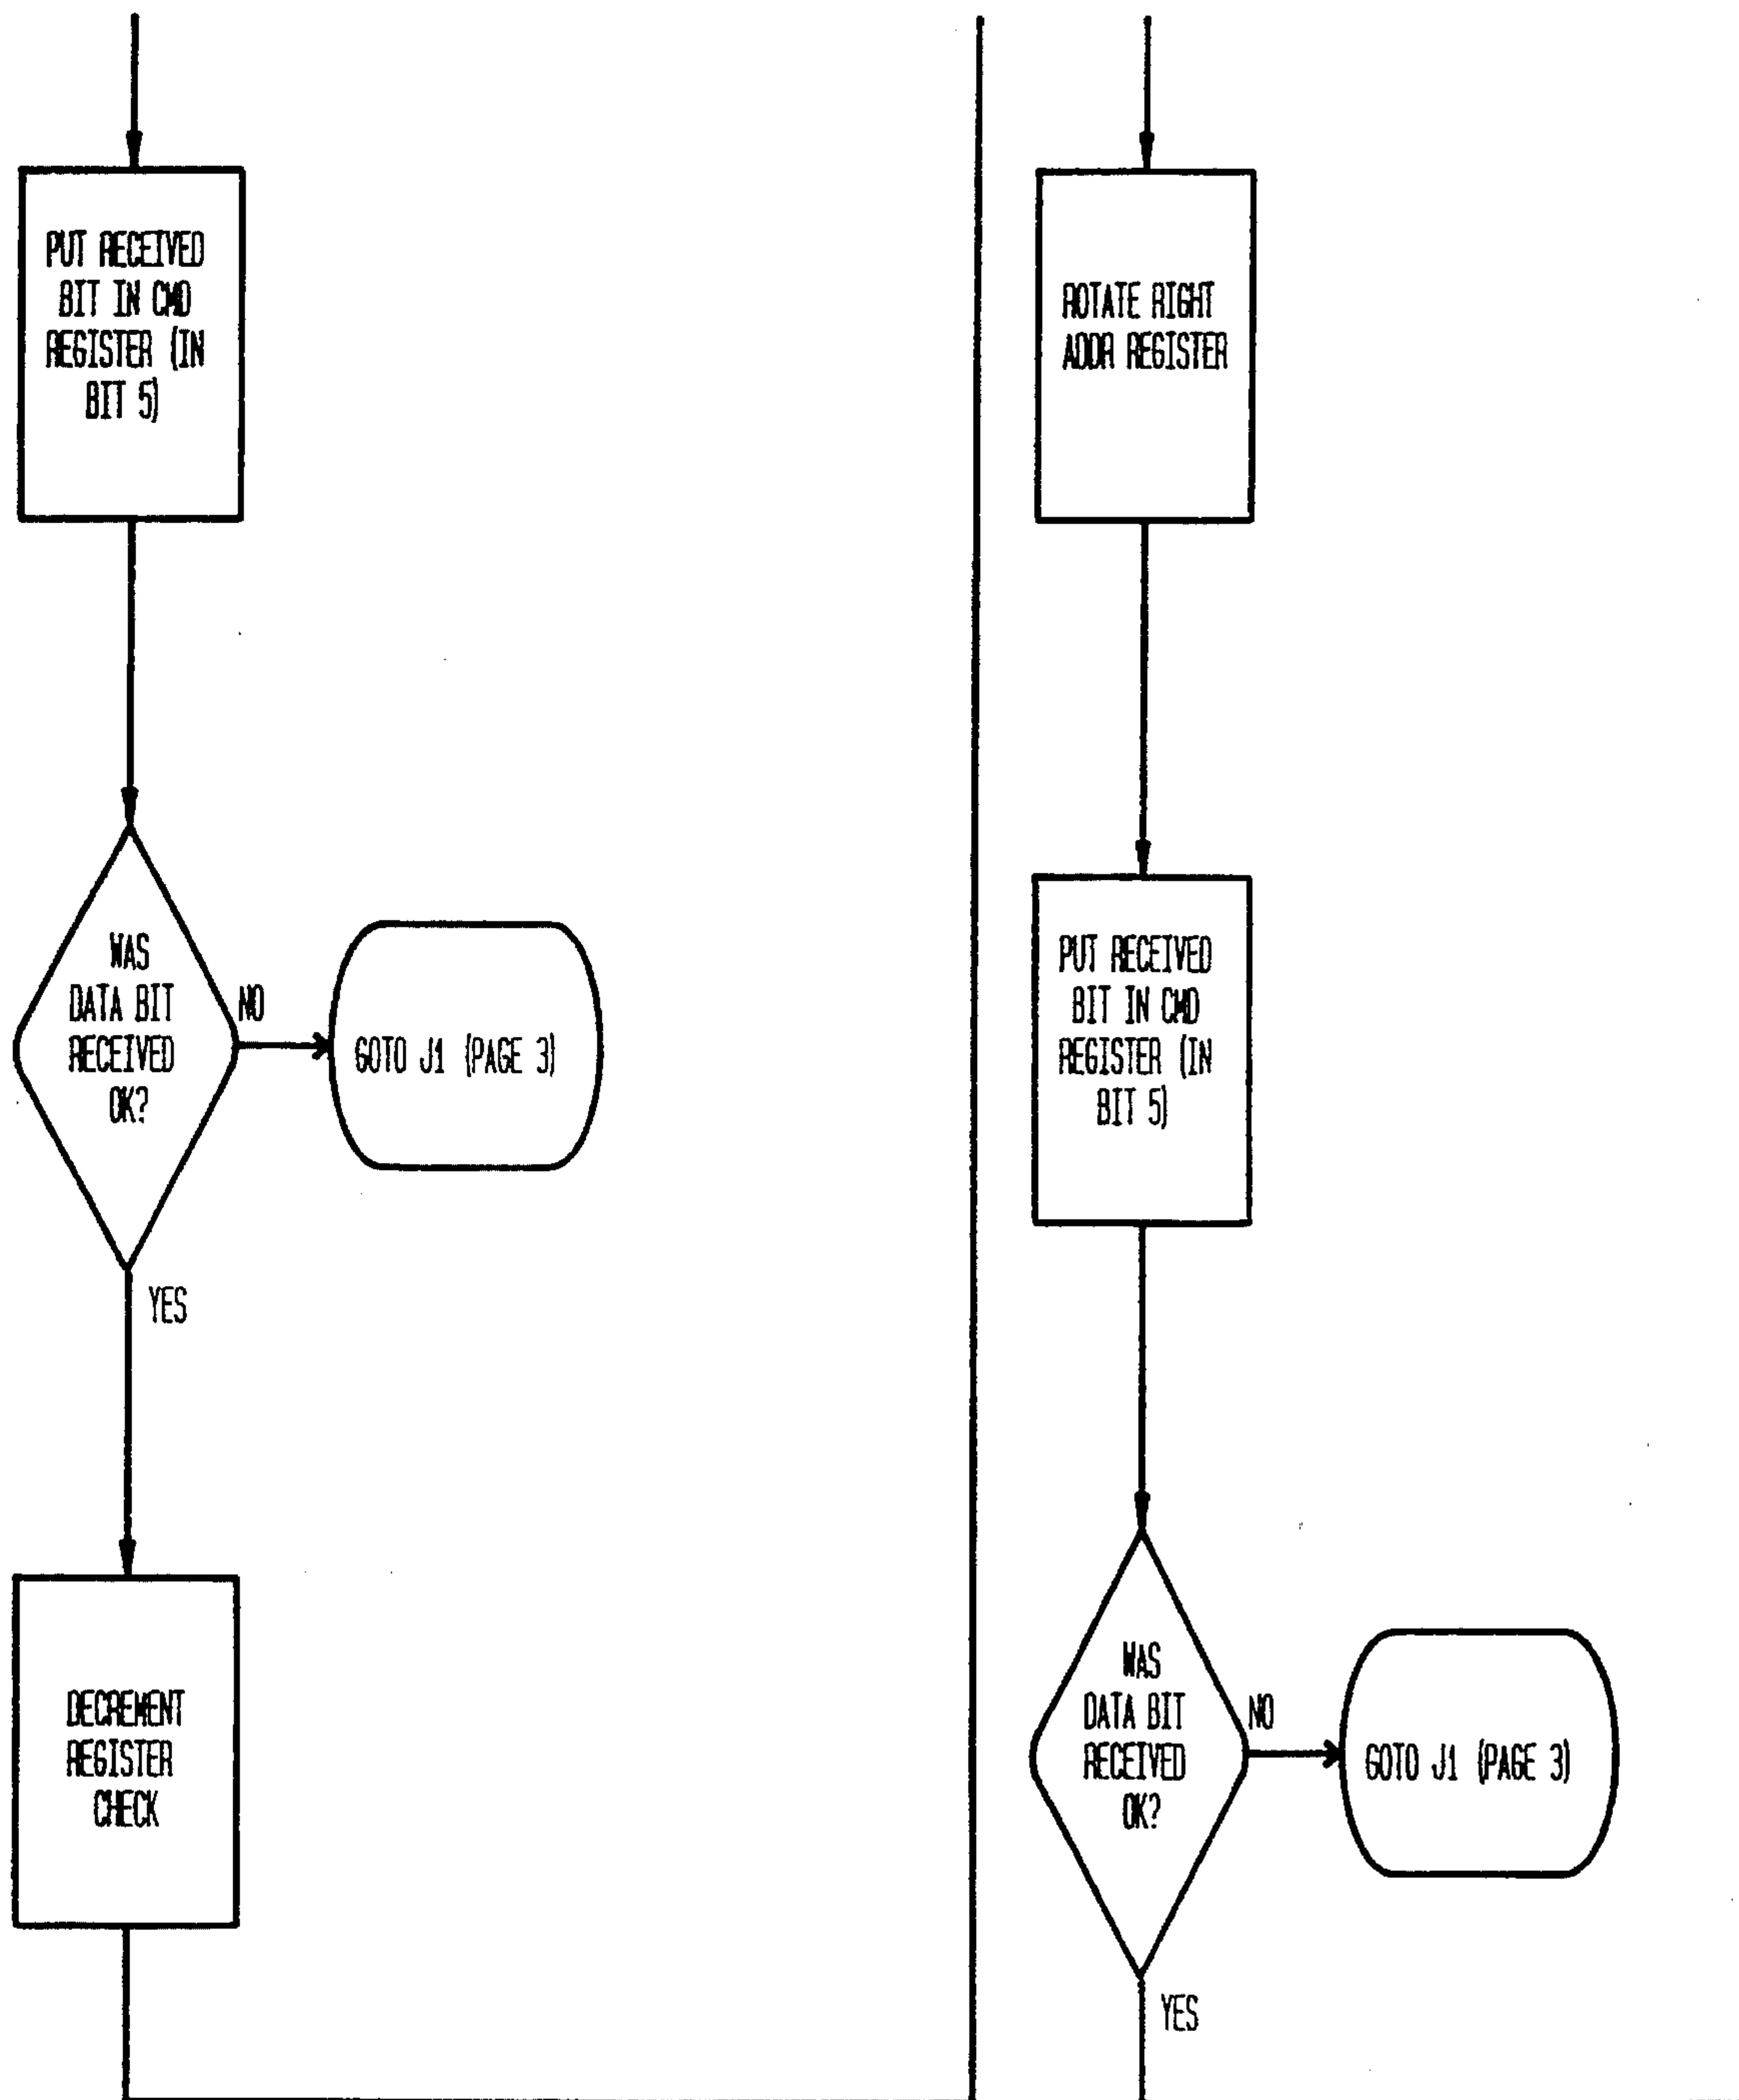 PUT RECEIVED
BIT IN CMD
REGISTER (IN
BIT 5)
WAS
DATA BIT
RECEIVED
OK?
NO
GOTO J1 (PAGE 3)
YES
DECREMENT
REGISTER
CHECK
ROTATE RIGHT
ADDR REGISTER
PUT RECEIVED
BIT IN CMD
REGISTER (IN
BIT 5)
WAS
DATA BIT
RECEIVED
OK?
NO
GOTO J1 (PAGE 3)
YES